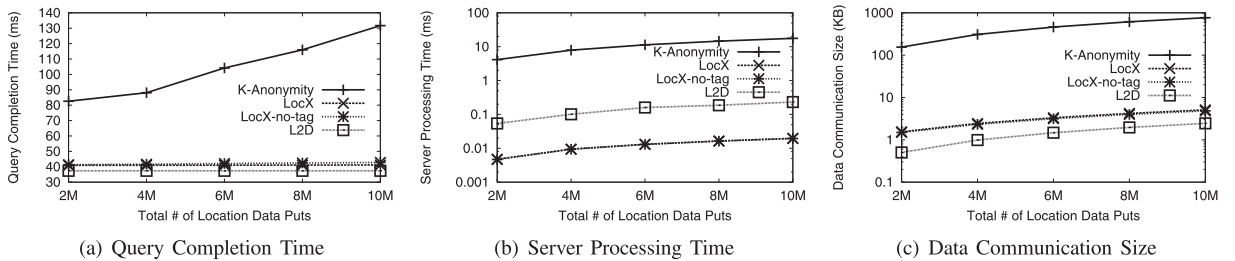 Query Completion Time (ms)
140
130
120
110
100
90
80
70
60
50
40
30
K-Anonymity
LocX
LocX-no-tag
L2D
2M 4M 6M 8M 10M
Total # of Location Data Puts
(a) Query Completion Time
Server Processing Time (ms)
100
10
1
0.1
0.01
0.001
K-Anonymity
LocX
LocX-no-tag
L2D
2M 4M 6M 8M 10M
Total # of Location Data Puts
(b) Server Processing Time
Data Communication Size (KB)
1000
100
10
1
0.1
K-Anonymity
LocX
LocX-no-tag
L2D
2M 4M 6M 8M 10M
Total # of Location Data Puts
(c) Data Communication Size